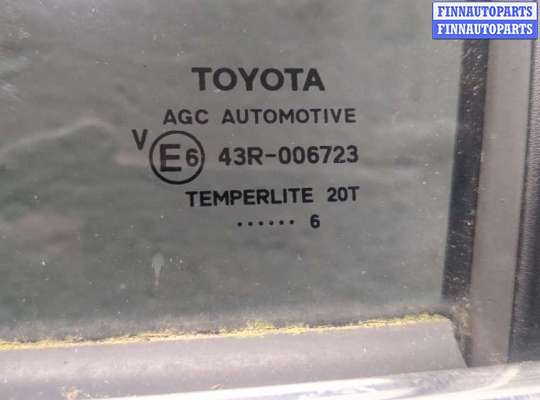 FINNAUTOPARTS
FINNAUTOPARTS
TOYOTA
AGC AUTOMOTIVE
V E6 43R-006723
TEMPERLITE 20T
...... 6